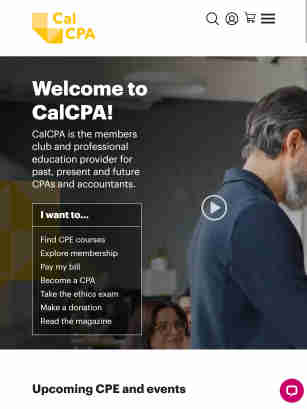 Cal
CPA
Welcome to
CalCPA!
CalCPA is the members
club and professional
education provider for
past, present and future
CPAs and accountants.
I want to...
Find CPE courses
Explore membership
Pay my bill
Become a CPA
Take the ethics exam
Make a donation
Read the magazine
Upcoming CPE and events